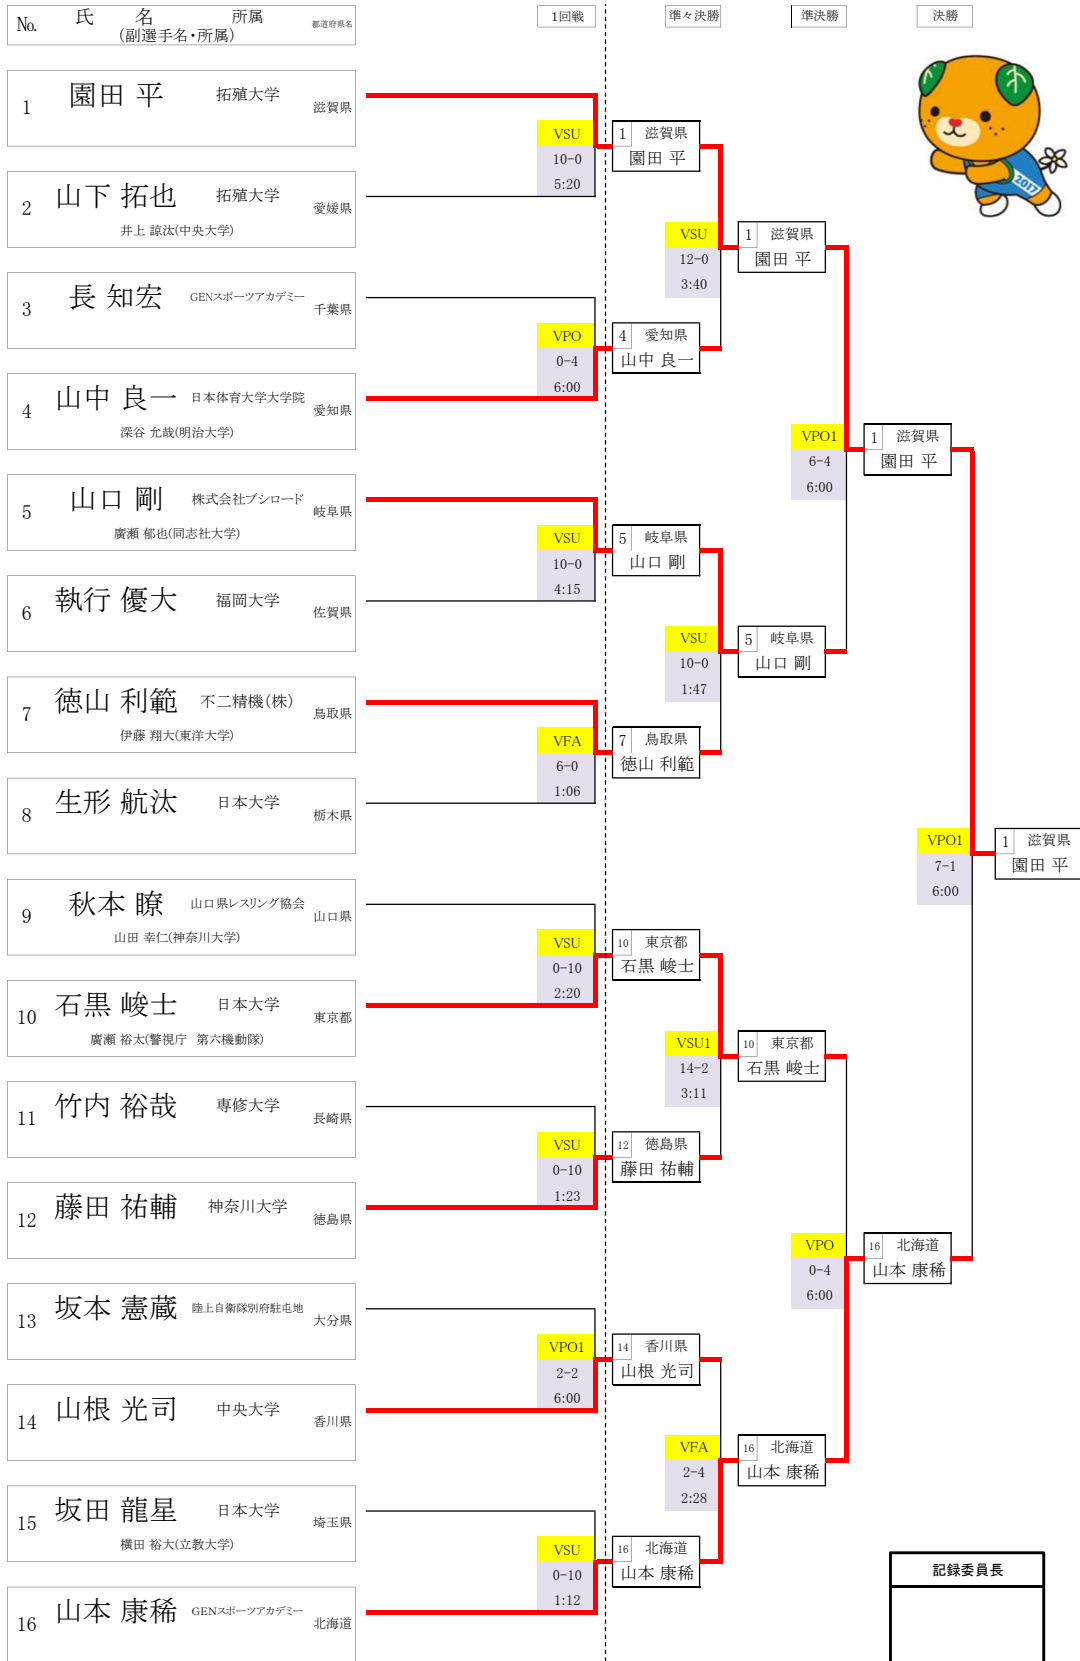 No. 氏 名 所属 都道府県名
(副選手名・所属)
1回戦 準々決勝 準決勝 決勝
1 園田 平 拓殖大学 滋賀県
VSU
10-0
5:20
1 滋賀県
園田 平
2 山下 拓也 拓殖大学 愛媛県
井上 諒汰(中央大学)
VSU
12-0
3:40
1 滋賀県
園田 平
3 長 知宏 GENスポーツアカデミー 千葉県
VPO
0-4
6:00
4 愛知県
山中 良一
4 山中 良一 日本体育大学大学院 愛知県
深谷 允哉(明治大学)
VPO1
6-4
6:00
1 滋賀県
園田 平
5 山口 剛 株式会社ブシロード 岐阜県
廣瀬 郁也(同志社大学)
VSU
10-0
4:15
5 岐阜県
山口 剛
6 執行 優大 福岡大学 佐賀県
VSU
10-0
1:47
5 岐阜県
山口 剛
7 徳山 利範 不二精機(株) 鳥取県
伊藤 翔大(東洋大学)
VFA
6-0
1:06
7 鳥取県
徳山 利範
8 生形 航汰 日本大学 栃木県
VPO1
7-1
6:00
1 滋賀県
園田 平
9 秋本 瞭 山口県レスリング協会 山口県
山田 幸仁(神奈川大学)
VSU
0-10
2:20
10 東京都
石黒 峻士
10 石黒 峻士 日本大学 東京都
廣瀬 裕太(警視庁 第六機動隊)
VSU1
14-2
3:11
10 東京都
石黒 峻士
11 竹内 裕哉 専修大学 長崎県
VSU
0-10
1:23
12 徳島県
藤田 祐輔
12 藤田 祐輔 神奈川大学 徳島県
VPO
0-4
6:00
16 北海道
山本 康稀
13 坂本 憲蔵 陸上自衛隊別府駐屯地 大分県
VPO1
2-2
6:00
14 香川県
山根 光司
14 山根 光司 中央大学 香川県
VFA
2-4
2:28
16 北海道
山本 康稀
15 坂田 龍星 日本大学 埼玉県
横田 裕大(立教大学)
VSU
0-10
1:12
16 北海道
山本 康稀
16 山本 康稀 GENスポーツアカデミー 北海道
記録委員長
2017